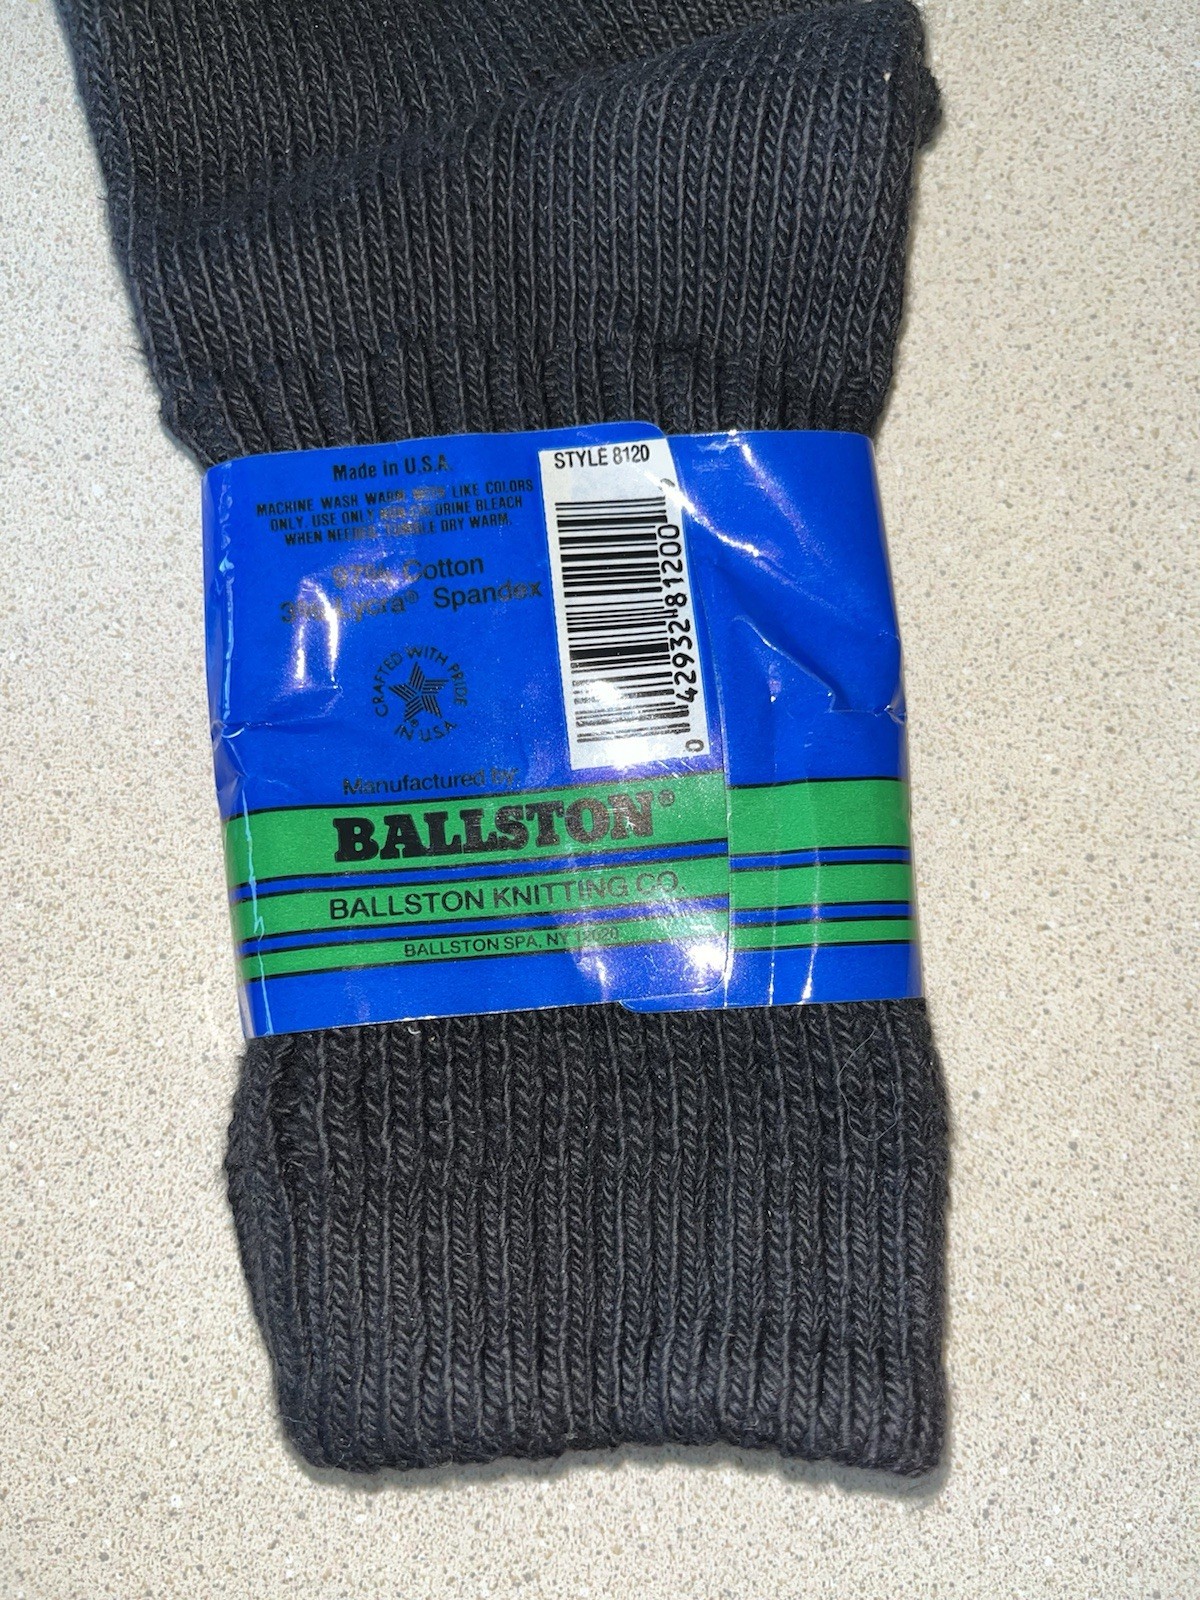 Made in U.S.A.
MACHINE WASH WARM, WITH LIKE COLORS
ONLY. USE ONLY NON-CHLORINE BLEACH
WHEN NEEDED. TUMBLE DRY WARM.
97% Cotton
3% Lycra® Spandex
CRAFTED WITH PRIDE
IN U.S.A.
®
STYLE 8120
0 42932 81200 9
Manufactured by:
BALLSTON®
BALLSTON KNITTING CO.
BALLSTON SPA, NY 12020